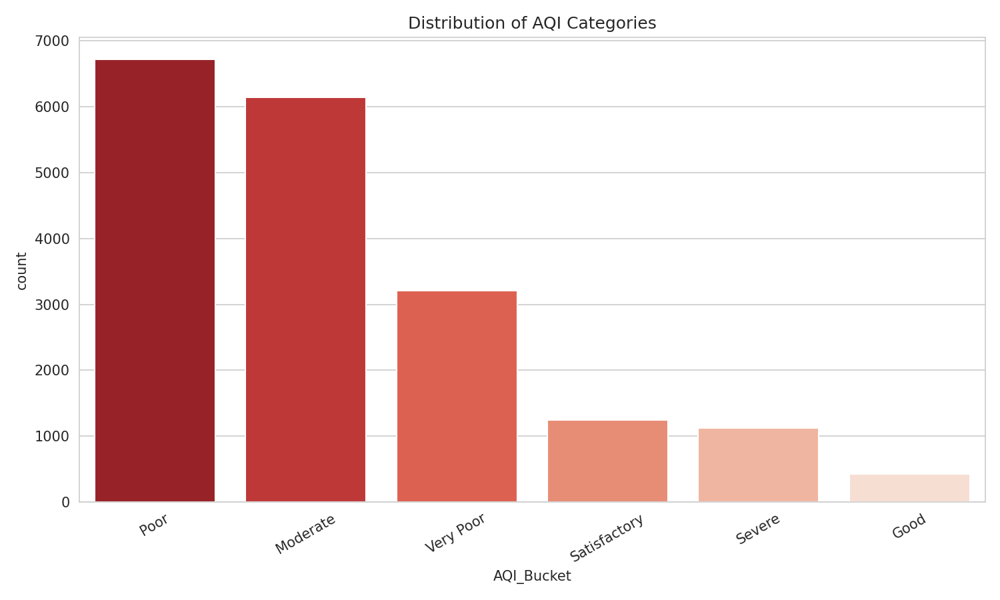 Distribution of AQI Categories
7000
6000
5000
4000
3000
2000
1000
0
count
Poor
Moderate
Very Poor
Satisfactory
Severe
Good
AQI_Bucket